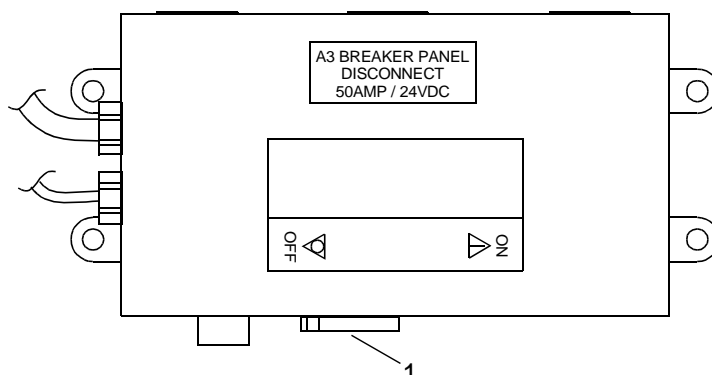 A3 BREAKER PANEL
DISCONNECT
50AMP / 24VDC
OFF
ON
1